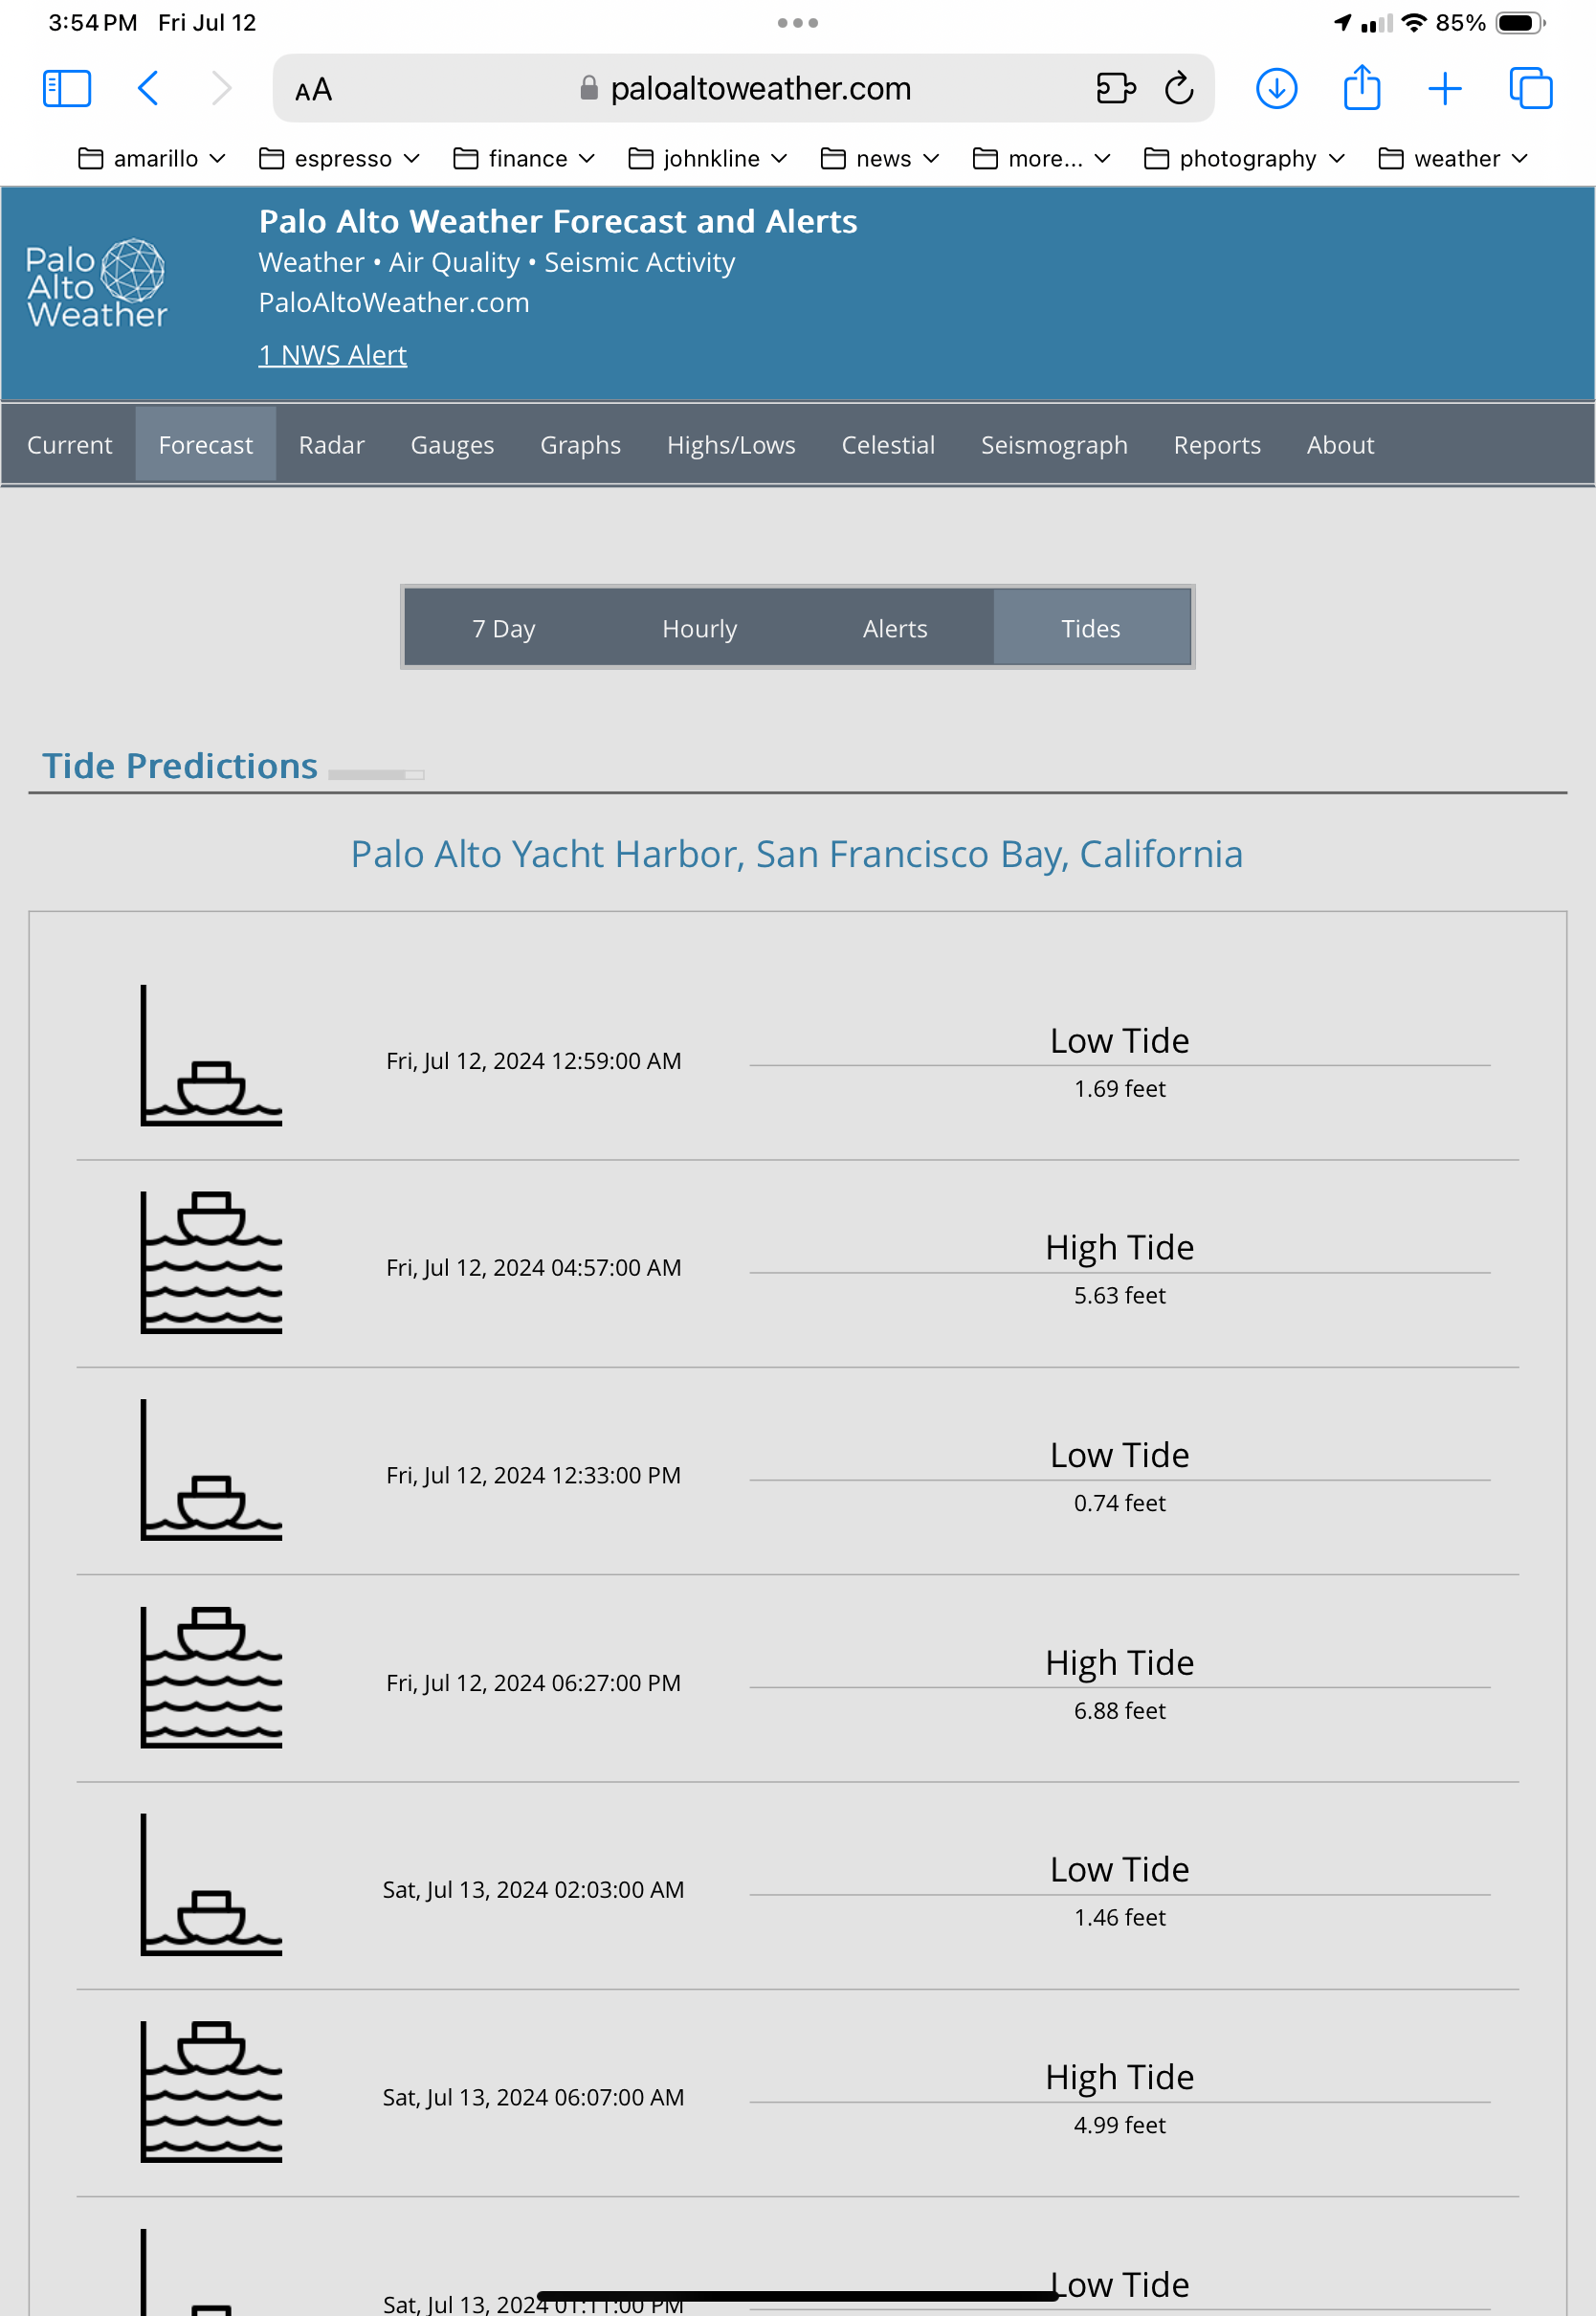 3:54 PM Fri Jul 12
85%
AA
paloaltoweather.com
amarillo espresso finance johnkline news more... photography weather
Palo Alto Weather
Palo Alto Weather Forecast and Alerts
Weather • Air Quality • Seismic Activity
PaloAltoWeather.com
1 NWS Alert
Current Forecast Radar Gauges Graphs Highs/Lows Celestial Seismograph Reports About
7 Day Hourly Alerts Tides
Tide Predictions
Palo Alto Yacht Harbor, San Francisco Bay, California
Fri, Jul 12, 2024 12:59:00 AM
Low Tide
1.69 feet
Fri, Jul 12, 2024 04:57:00 AM
High Tide
5.63 feet
Fri, Jul 12, 2024 12:33:00 PM
Low Tide
0.74 feet
Fri, Jul 12, 2024 06:27:00 PM
High Tide
6.88 feet
Sat, Jul 13, 2024 02:03:00 AM
Low Tide
1.46 feet
Sat, Jul 13, 2024 06:07:00 AM
High Tide
4.99 feet
Sat, Jul 13, 2024 01:11:00 PM
Low Tide